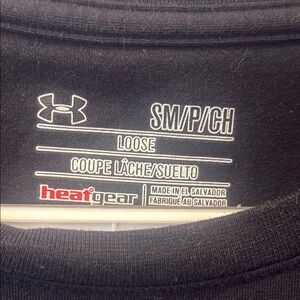 SM/P/CH
LOOSE
COUPE LÂCHE/SUELTO
heatgear
MADE IN EL SALVADOR
FABRIQUÉ AU SALVADOR